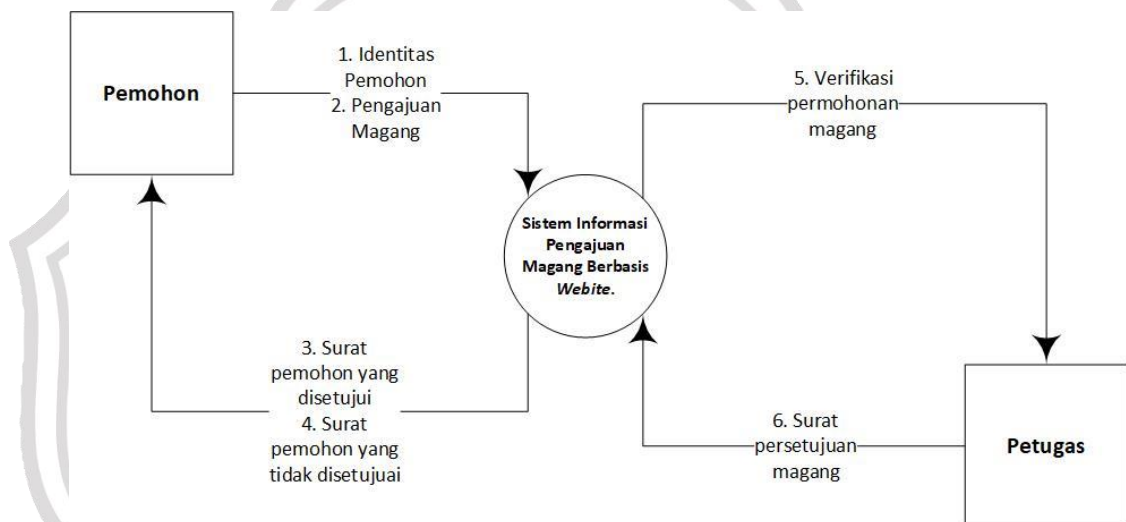 Pemohon
1. Identitas
Pemohon
2. Pengajuan
Magang
5. Verifikasi
permohonan
magang
Sistem Informasi
Pengajuan
Magang Berbasis
Webite.
3. Surat
pemohon yang
disetujui
4. Surat
pemohon yang
tidak disetujuai
6. Surat
persetujuan
magang
Petugas